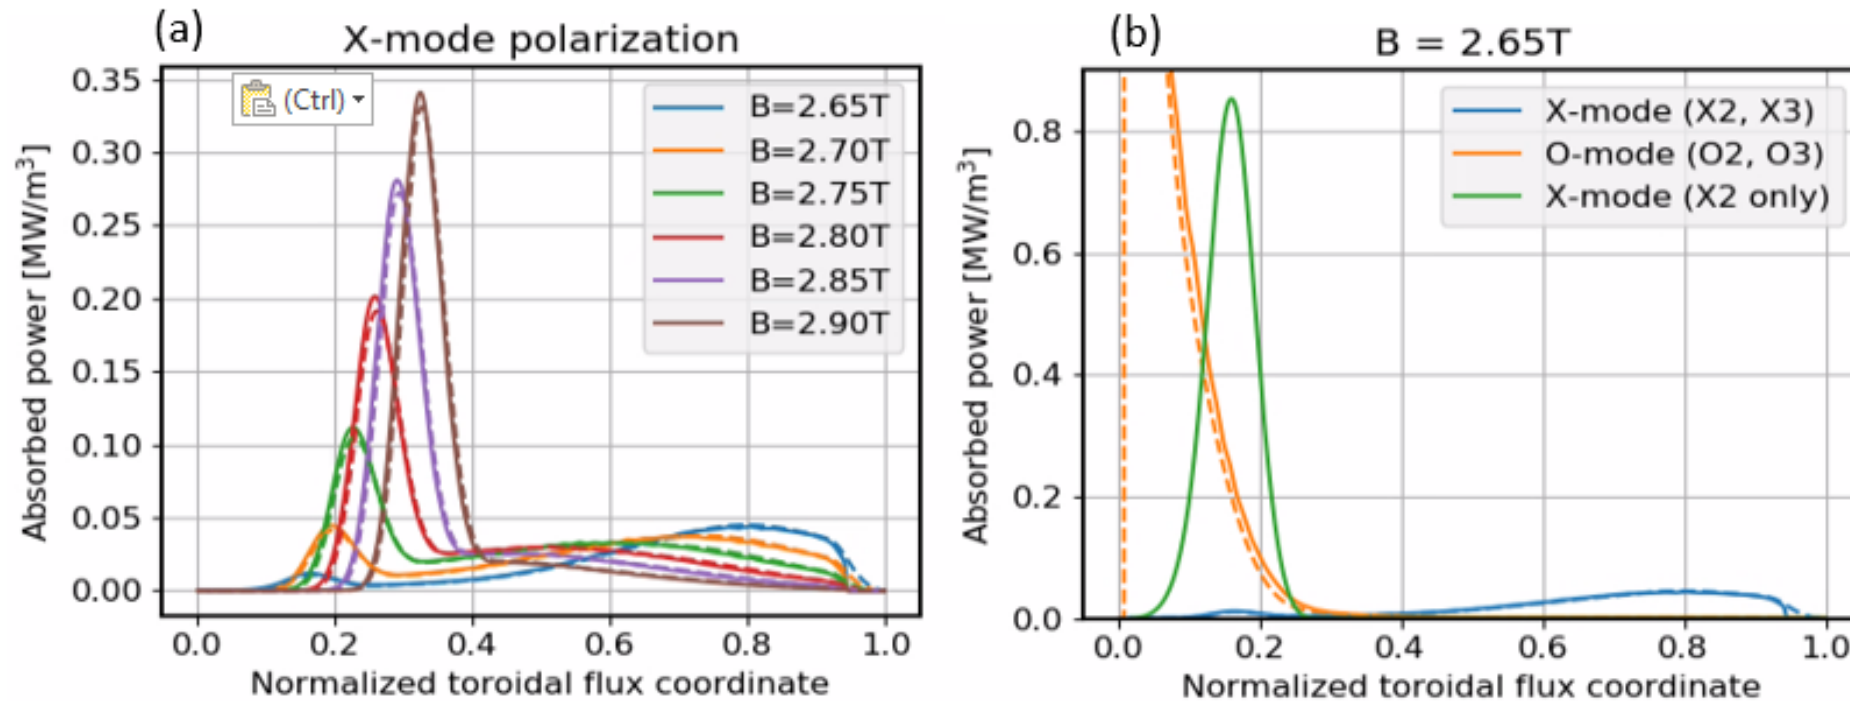 (a)
X-mode polarization
(Ctrl)
B=2.65T
B=2.70T
B=2.75T
B=2.80T
B=2.85T
B=2.90T
0.35
0.30
0.25
0.20
0.15
0.10
0.05
0.00
Absorbed power [MW/m³]
0.0 0.2 0.4 0.6 0.8 1.0
Normalized toroidal flux coordinate
(b)
B = 2.65T
X-mode (X2, X3)
O-mode (O2, O3)
X-mode (X2 only)
0.8
0.6
0.4
0.2
0.0
Absorbed power [MW/m³]
0.0 0.2 0.4 0.6 0.8 1.0
Normalized toroidal flux coordinate